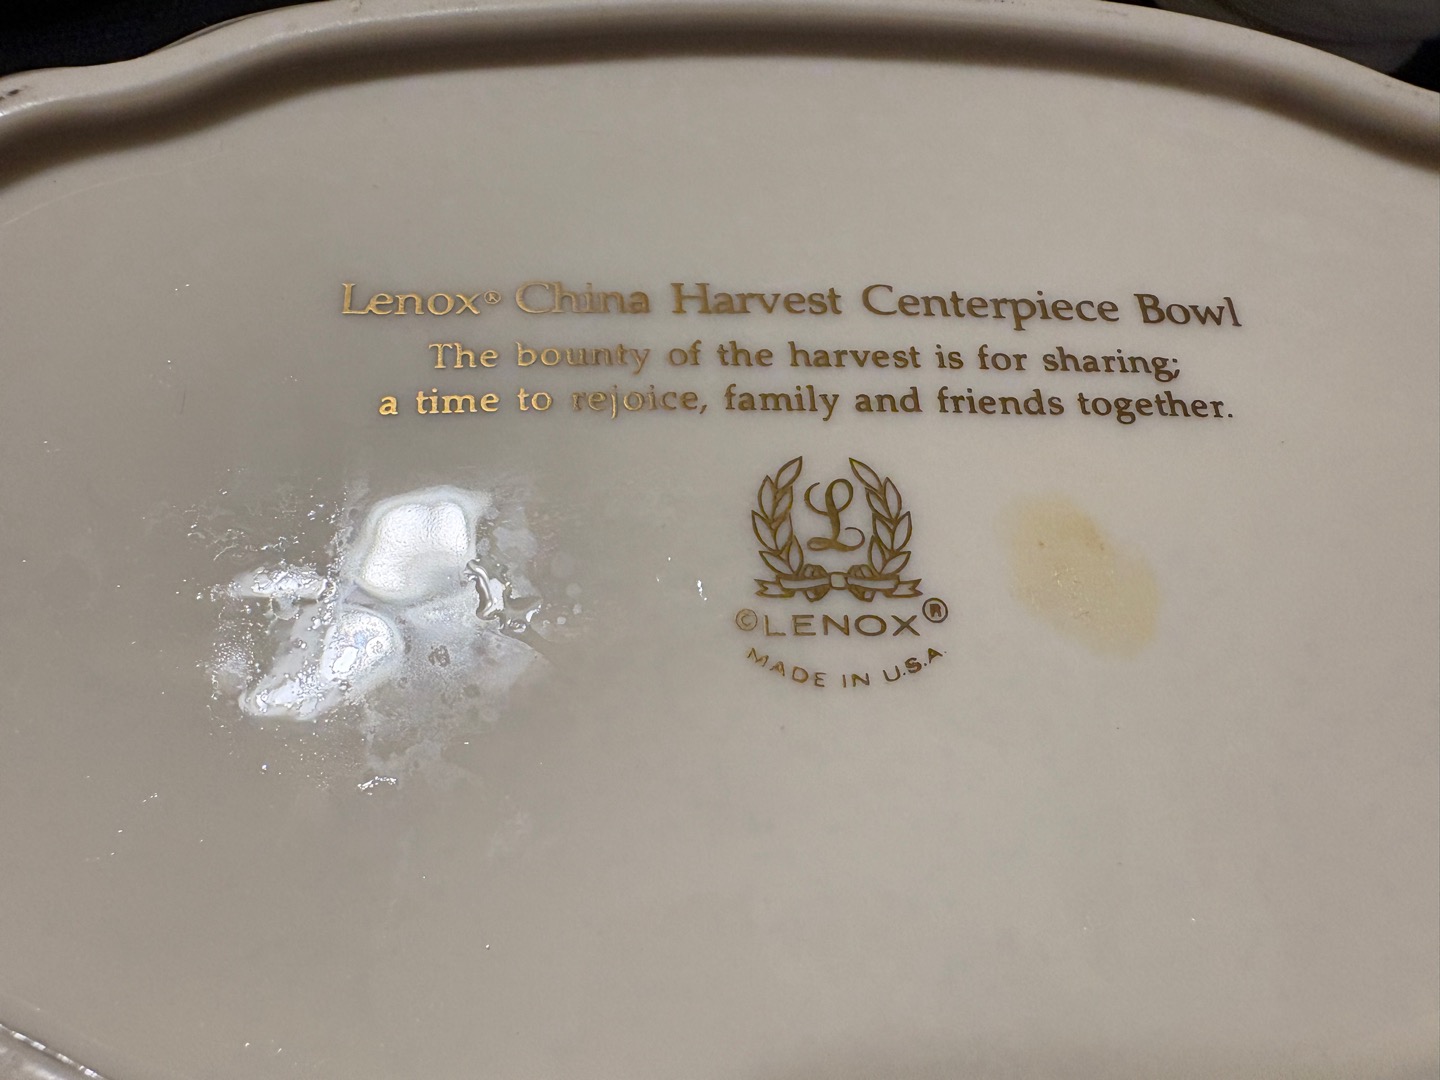 Lenox® China Harvest Centerpiece Bowl
The bounty of the harvest is for sharing;
a time to rejoice, family and friends together.
L
©LENOX®
MADE IN U.S.A.